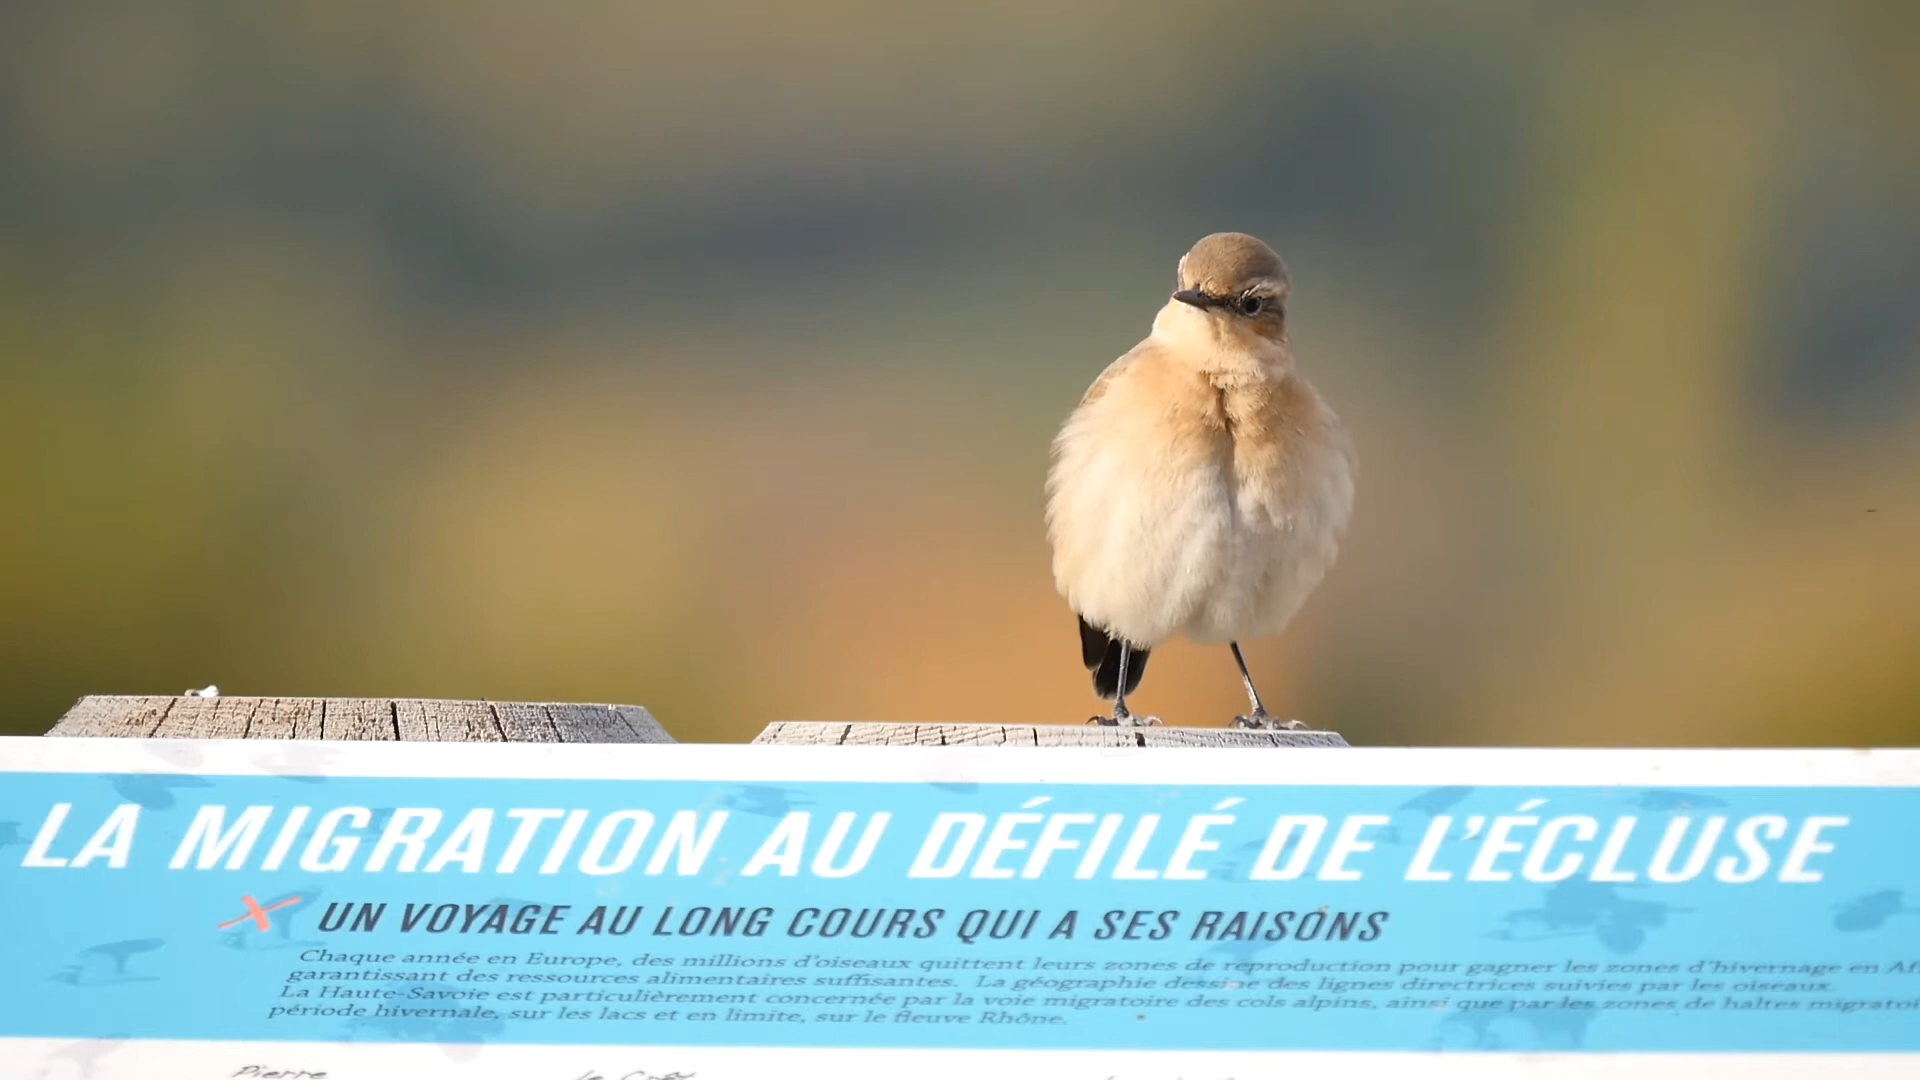 LA MIGRATION AU DÉFILÉ DE L'ÉCLUSE
UN VOYAGE AU LONG COURS QUI A SES RAISONS
Chaque année en Europe, des millions d'oiseaux quittent leurs zones de reproduction pour gagner les zones d'hivernage en Af
garantissant des ressources alimentaires suffisantes. La géographie dessine des lignes directrices suivies par les oiseaux.
La Haute-Savoie est particulièrement concernée par la voie migratoire des cols alpins, ainsi que par les zones de haltes migratoi
période hivernale, sur les lacs et en limite, sur le fleuve Rhône.
Pierre